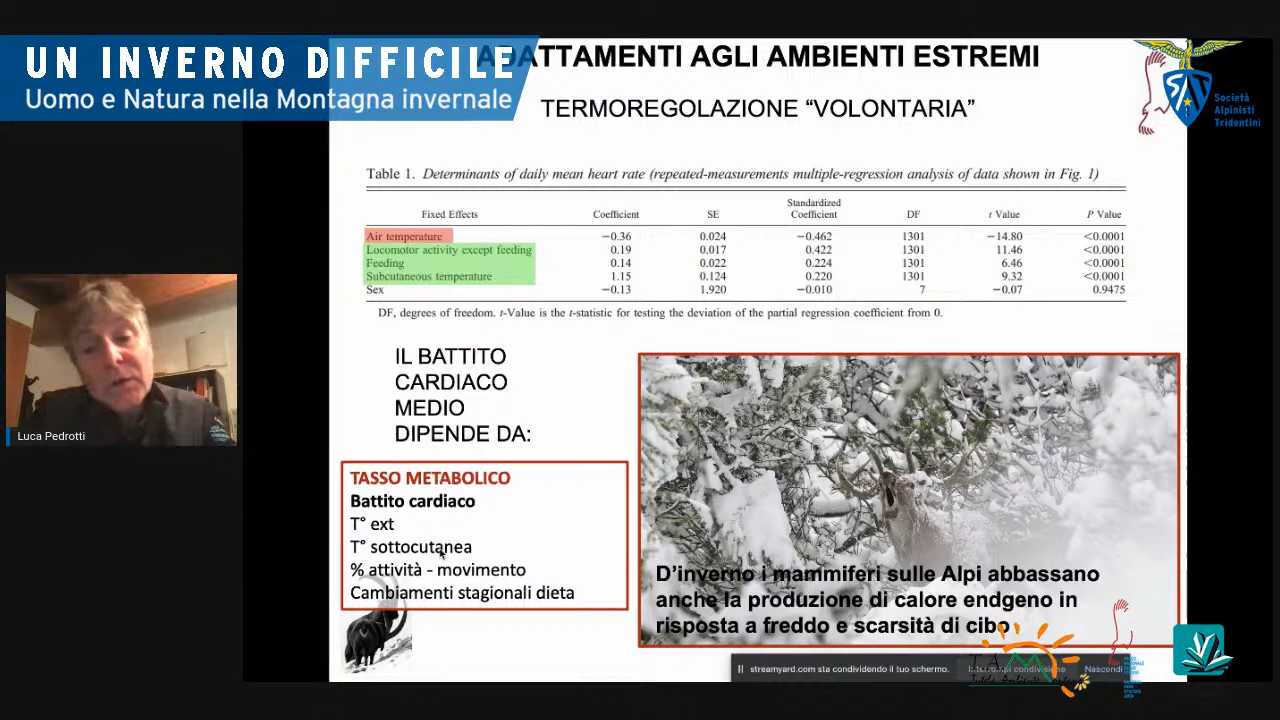 UN INVERNO DIFFICILE
Uomo e Natura nella Montagna invernale
ADATTAMENTI AGLI AMBIENTI ESTREMI
TERMOREGOLAZIONE “VOLONTARIA”
Società
Alpinisti
Tridentini
Table 1. Determinants of daily mean heart rate (repeated-measurements multiple-regression analysis of data shown in Fig. 1)
Fixed Effects Coefficient SE Standardized Coefficient DF t Value P Value
Air temperature −0.36 0.024 −0.462 1301 −14.80 <0.0001
Locomotor activity except feeding 0.19 0.017 0.422 1301 11.46 <0.0001
Feeding 0.14 0.022 0.224 1301 6.46 <0.0001
Subcutaneous temperature 1.15 0.124 0.220 1301 9.32 <0.0001
Sex −0.13 1.920 −0.010 7 −0.07 0.9475
DF, degrees of freedom. t-Value is the t-statistic for testing the deviation of the partial regression coefficient from 0.
IL BATTITO
CARDIACO
MEDIO
DIPENDE DA:
Luca Pedrotti
TASSO METABOLICO
Battito cardiaco
T° ext
T° sottocutanea
% attività - movimento
Cambiamenti stagionali dieta
D’inverno i mammiferi sulle Alpi abbassano
anche la produzione di calore endgeno in
risposta a freddo e scarsità di cibo
streamyard.com sta condividendo il tuo schermo. Interrompi condivisione Nascondi